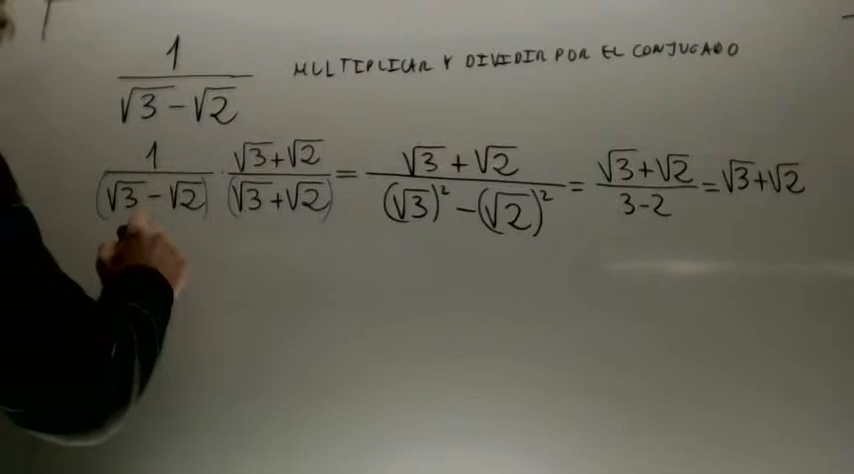 1/(√3-√2) MULTIPLICAR Y DIVIDIR POR EL CONJUGADO
1/(√3-√2) · (√3+√2)/(√3+√2) = (√3+√2)/((√3)²-(√2)²) = (√3+√2)/(3-2) = √3+√2